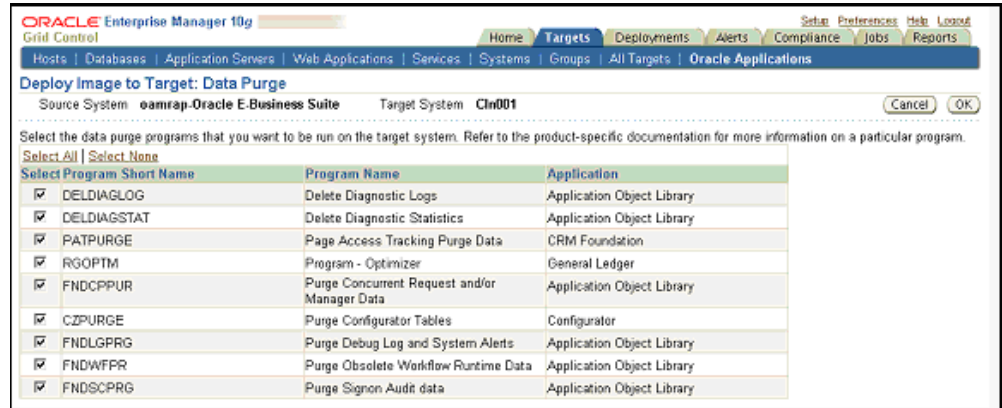 ORACLE Enterprise Manager 10g
Grid Control
Setup Preferences Help Logout
Home Targets Deployments Alerts Compliance Jobs Reports
Hosts | Databases | Application Servers | Web Applications | Services | Systems | Groups | All Targets | Oracle Applications
Deploy Image to Target: Data Purge
Source System oamrap-Oracle E-Business Suite Target System Cln001
Cancel OK
Select the data purge programs that you want to be run on the target system. Refer to the product-specific documentation for more information on a particular program.
Select All | Select None
Select Program Short Name Program Name Application
DELDIAGLOG Delete Diagnostic Logs Application Object Library
DELDIAGSTAT Delete Diagnostic Statistics Application Object Library
PATPURGE Page Access Tracking Purge Data CRM Foundation
RGOPTM Program - Optimizer General Ledger
FNDCPPUR Purge Concurrent Request and/or Application Object Library
Manager Data
CZPURGE Purge Configurator Tables Configurator
FNDLGPRG Purge Debug Log and System Alerts Application Object Library
FNDWFPR Purge Obsolete Workflow Runtime Data Application Object Library
FNDSCPRG Purge Signon Audit data Application Object Library